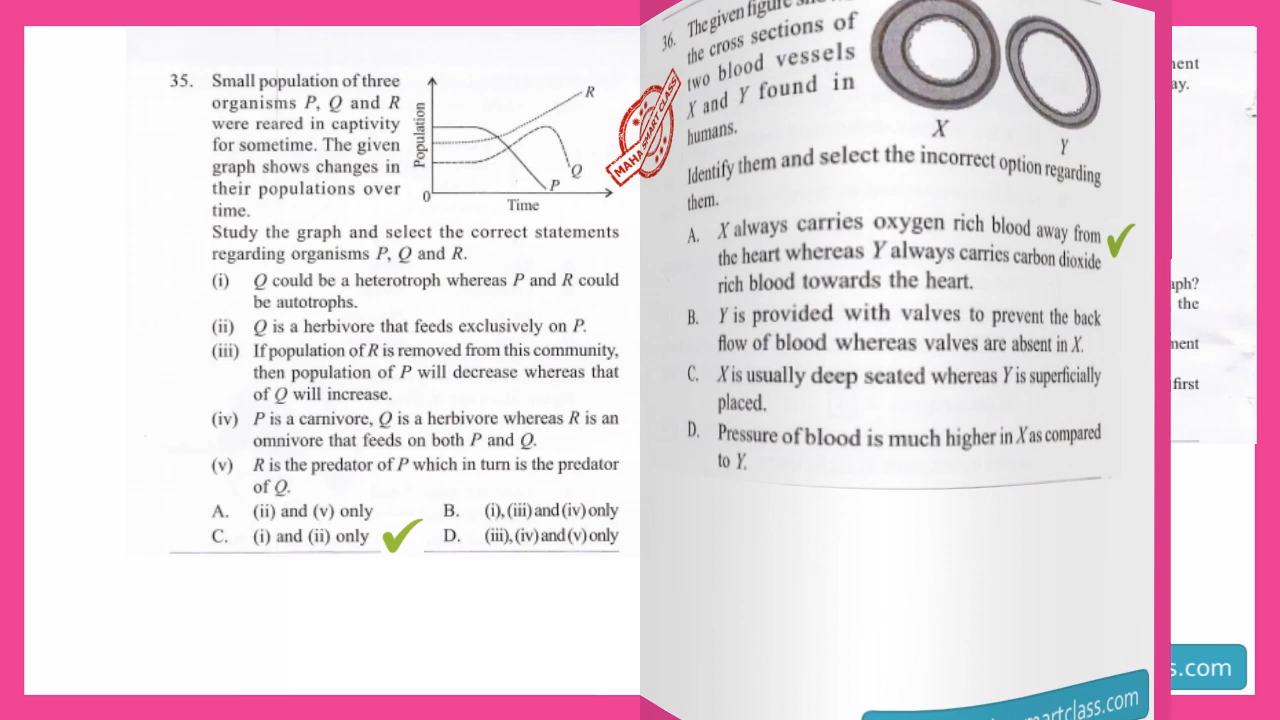 35. Small population of three
organisms P, Q and R
were reared in captivity
for sometime. The given
graph shows changes in
their populations over
time.
Population
R
Q
P
0
Time
Study the graph and select the correct statements
regarding organisms P, Q and R.
(i) Q could be a heterotroph whereas P and R could
be autotrophs.
(ii) Q is a herbivore that feeds exclusively on P.
(iii) If population of R is removed from this community,
then population of P will decrease whereas that
of Q will increase.
(iv) P is a carnivore, Q is a herbivore whereas R is an
omnivore that feeds on both P and Q.
(v) R is the predator of P which in turn is the predator
of Q.
A. (ii) and (v) only B. (i), (iii) and (iv) only
C. (i) and (ii) only D. (iii), (iv) and (v) only
MAHA SMART CLASS
36. The given figure
the cross sections of
two blood vessels
X and Y found in
humans.
X
Y
Identify them and select the incorrect option regarding
them.
A. X always carries oxygen rich blood away from
the heart whereas Y always carries carbon dioxide
rich blood towards the heart.
B. Y is provided with valves to prevent the back
flow of blood whereas valves are absent in X.
C. X is usually deep seated whereas Y is superficially
placed.
D. Pressure of blood is much higher in X as compared
to Y.
martclass.com
ay.
the
first
s.com